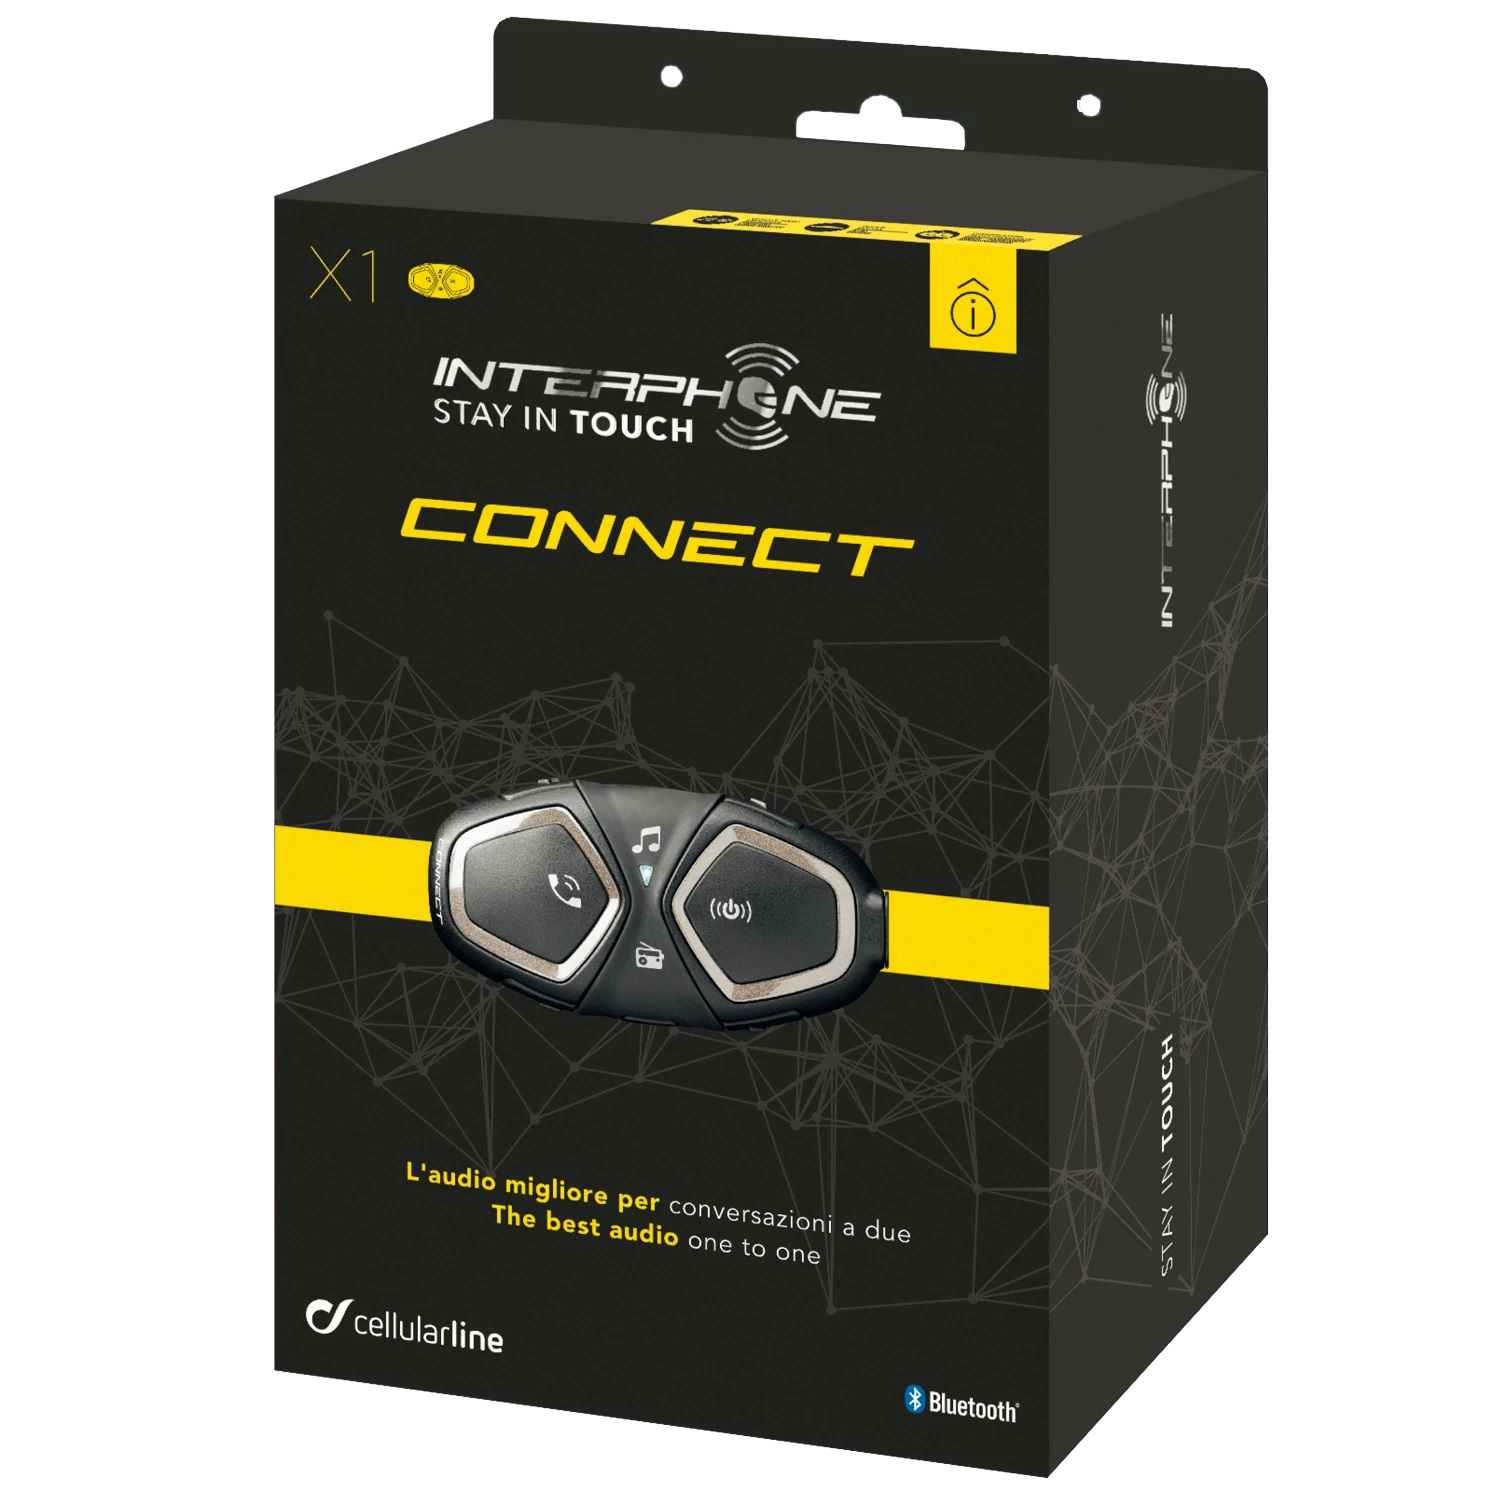 X1
i
INTERPHONE
STAY IN TOUCH
CONNECT
CONNECT
L'audio migliore per conversazioni a due
The best audio one to one
cellularline
Bluetooth®
INTERPHONE
STAY IN TOUCH